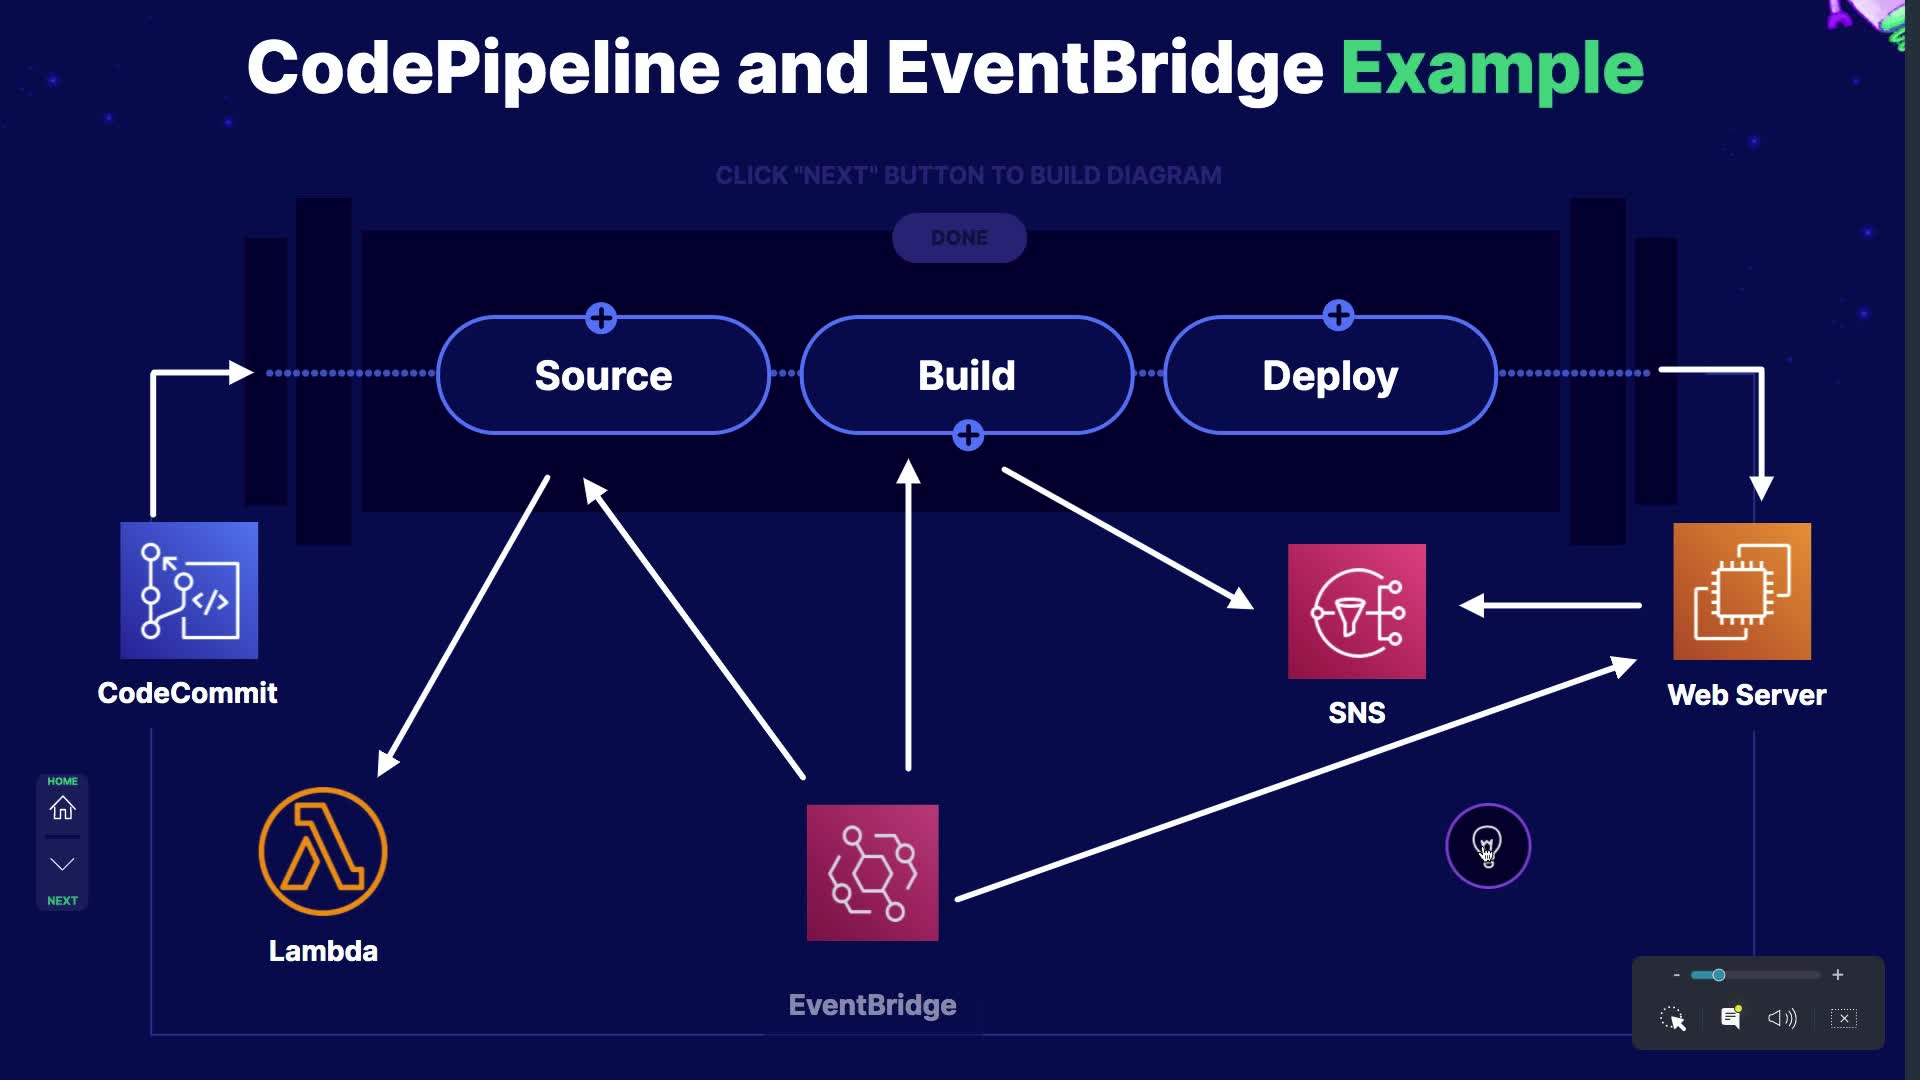 CodePipeline and EventBridge Example
CLICK "NEXT" BUTTON TO BUILD DIAGRAM
DONE
Source
Build
Deploy
</>
CodeCommit
SNS
Web Server
HOME
NEXT
Lambda
EventBridge